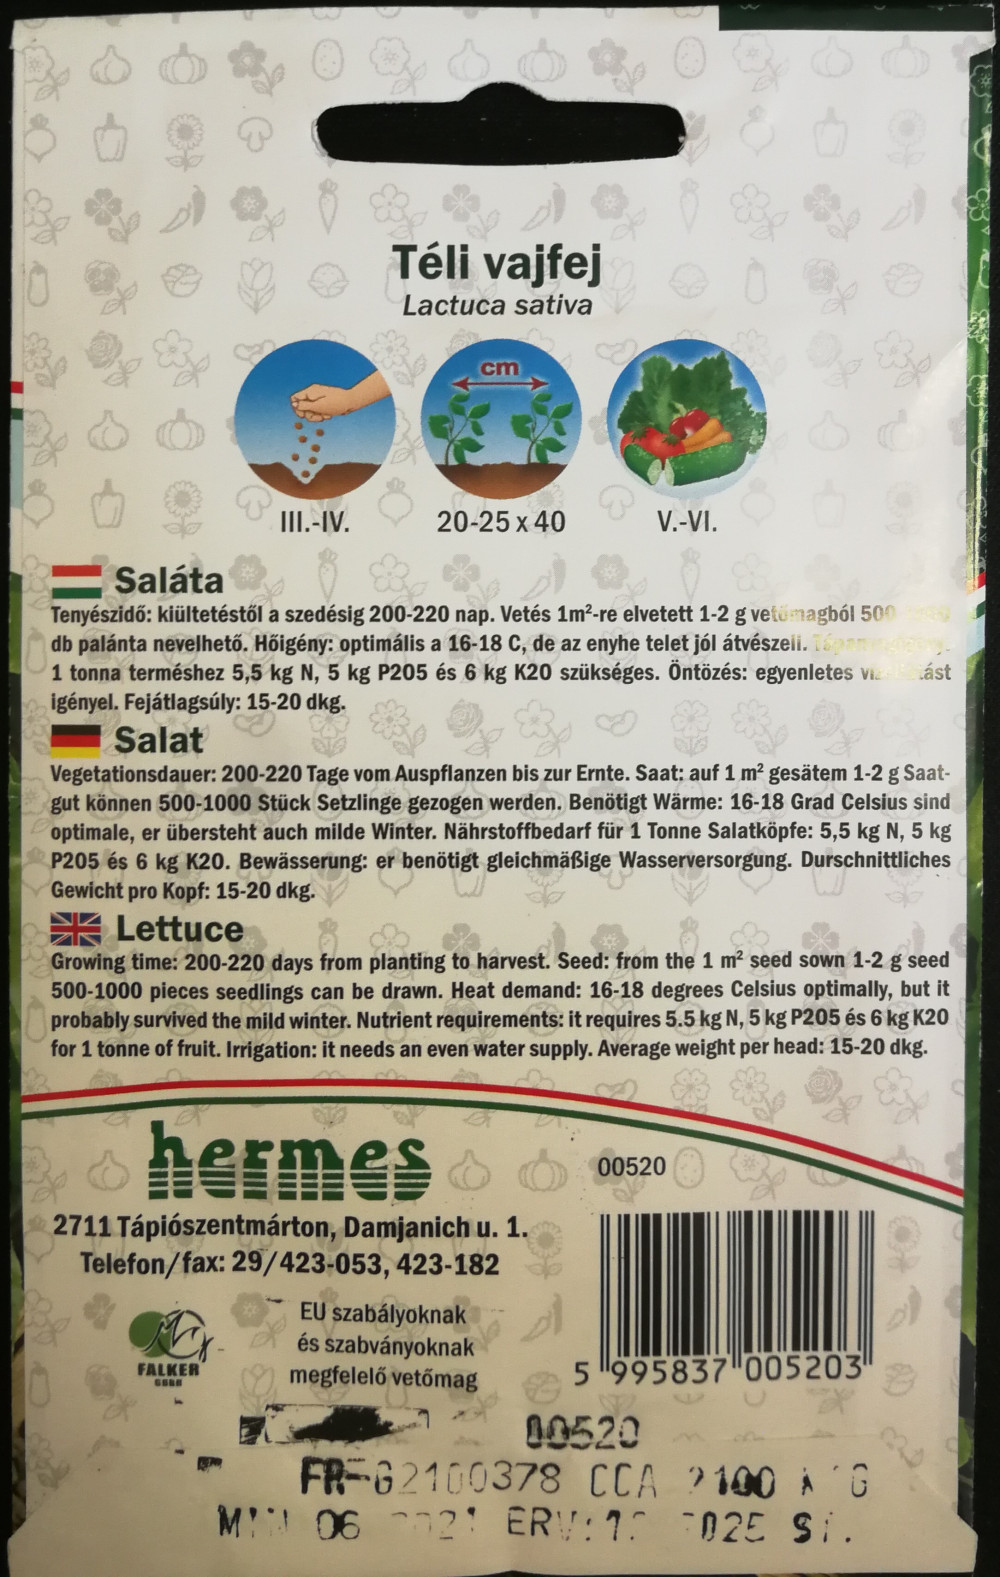 Téli vajfej
Lactuca sativa
cm
III.-IV.
20-25 x 40
V.-VI.
Saláta
Tenyészidő: kiültetéstől a szedésig 200-220 nap. Vetés 1m²-re elvetett 1-2 g vetőmagból
db palánta nevelhető. Hőigény: optimális a 16-18 C, de az enyhe telet jól átvészeli.
1 tonna terméshez 5,5 kg N, 5 kg P205 és 6 kg K20 szükséges. Öntözés: egyenletes
igényel. Fejátlagsúly: 15-20 dkg.
Salat
Vegetationsdauer: 200-220 Tage vom Auspflanzen bis zur Ernte. Saat: auf 1 m² gesätem 1-2 g Saat-
gut können 500-1000 Stück Setzlinge gezogen werden. Benötigt Wärme: 16-18 Grad Celsius sind
optimale, er übersteht auch milde Winter. Nährstoffbedarf für 1 Tonne Salatköpfe: 5,5 kg N, 5 kg
P205 és 6 kg K20. Bewässerung: er benötigt gleichmäßige Wasserversorgung. Durschnittliches
Gewicht pro Kopf: 15-20 dkg.
Lettuce
Growing time: 200-220 days from planting to harvest. Seed: from the 1 m² seed sown 1-2 g seed
500-1000 pieces seedlings can be drawn. Heat demand: 16-18 degrees Celsius optimally, but it
probably survived the mild winter. Nutrient requirements: it requires 5.5 kg N, 5 kg P205 és 6 kg K20
for 1 tonne of fruit. Irrigation: it needs an even water supply. Average weight per head: 15-20 dkg.
hermes
00520
2711 Tápiószentmárton, Damjanich u. 1.
Telefon/fax: 29/423-053, 423-182
EU szabályoknak
és szabványoknak
megfelelő vetőmag
FALKER
5 995837 005203
00520
FR-G2100378 CCA
06